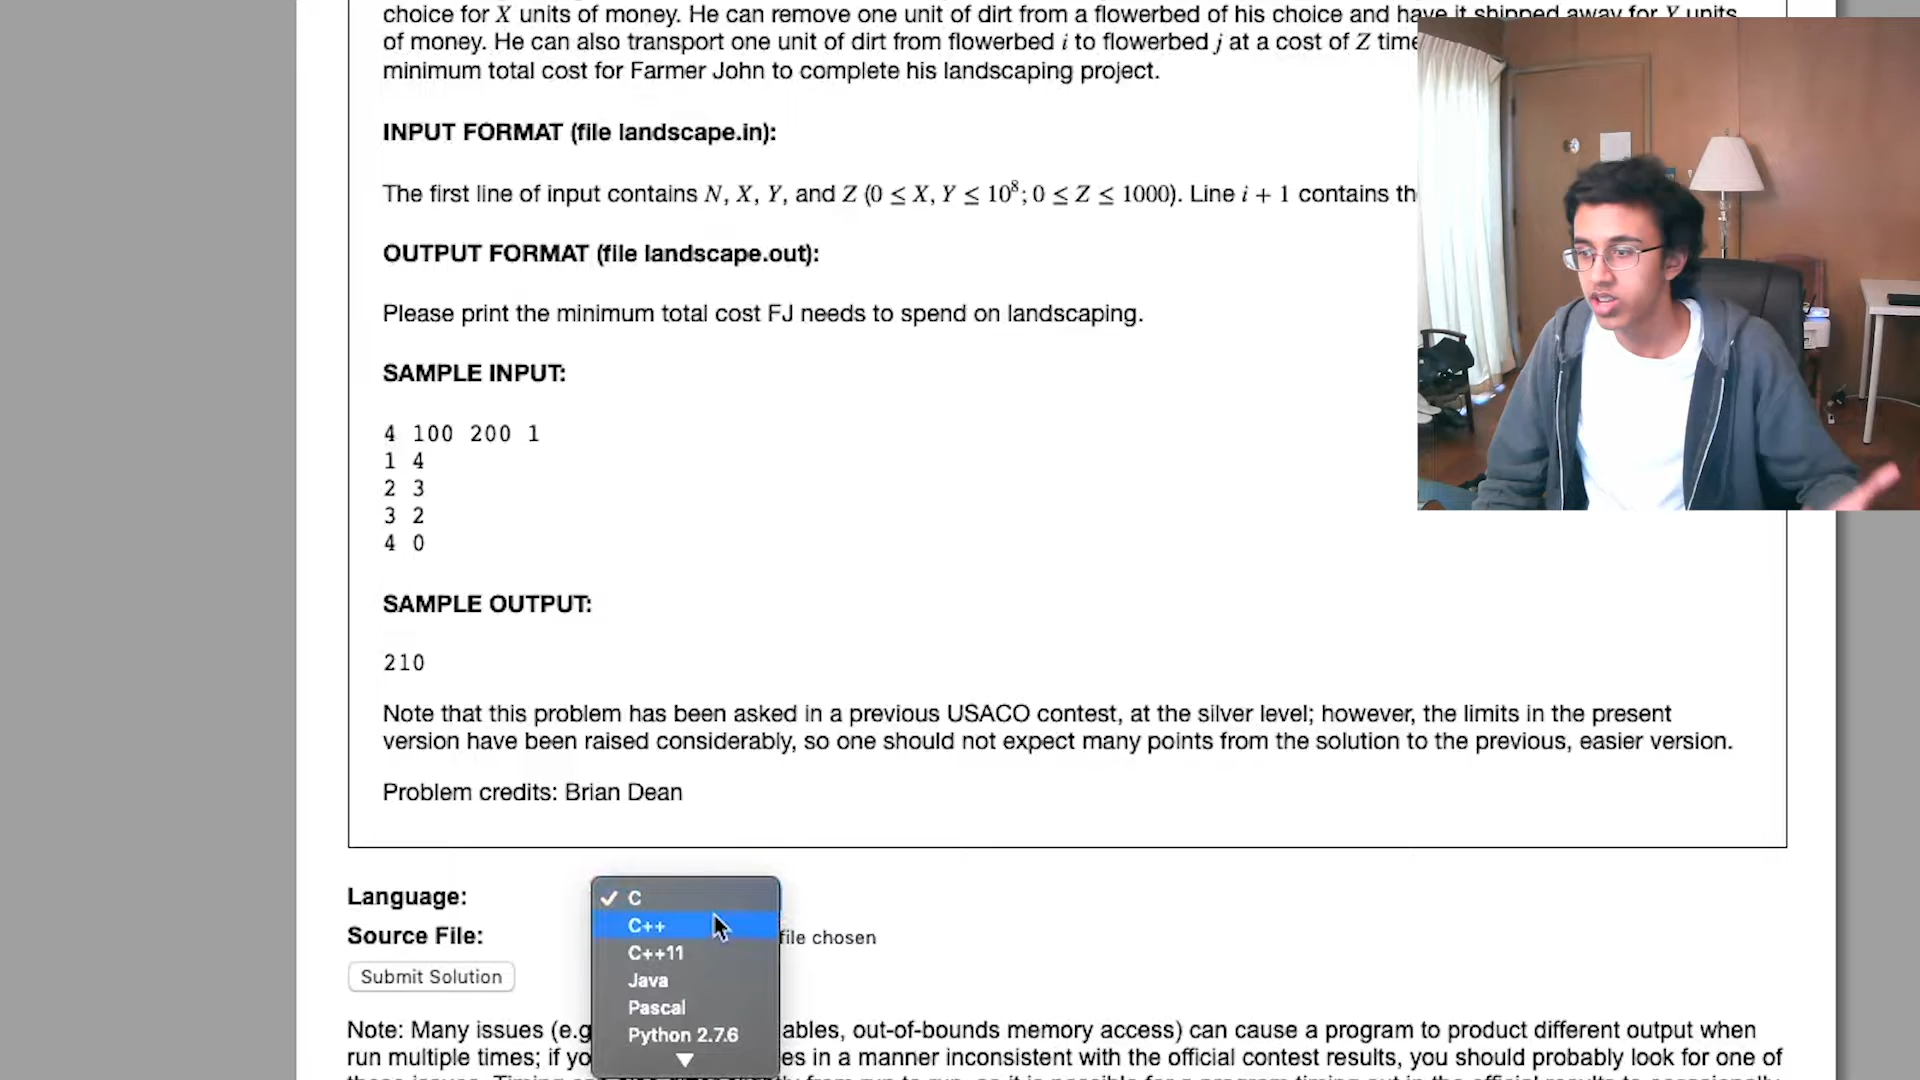 choice for X units of money. He can remove one unit of dirt from a flowerbed of his choice and have it shipped away for Y units
of money. He can also transport one unit of dirt from flowerbed i to flowerbed j at a cost of Z time
minimum total cost for Farmer John to complete his landscaping project.
INPUT FORMAT (file landscape.in):
The first line of input contains N, X, Y, and Z (0 ≤ X, Y ≤ 10⁸; 0 ≤ Z ≤ 1000). Line i + 1 contains th
OUTPUT FORMAT (file landscape.out):
Please print the minimum total cost FJ needs to spend on landscaping.
SAMPLE INPUT:
4 100 200 1
1 4
2 3
3 2
4 0
SAMPLE OUTPUT:
210
Note that this problem has been asked in a previous USACO contest, at the silver level; however, the limits in the present
version have been raised considerably, so one should not expect many points from the solution to the previous, easier version.
Problem credits: Brian Dean
Language:
✓ C
C++
C++11
Java
Pascal
Python 2.7.6
Source File:
file chosen
Submit Solution
Note: Many issues (e.g ables, out-of-bounds memory access) can cause a program to product different output when
run multiple times; if yo es in a manner inconsistent with the official contest results, you should probably look for one of